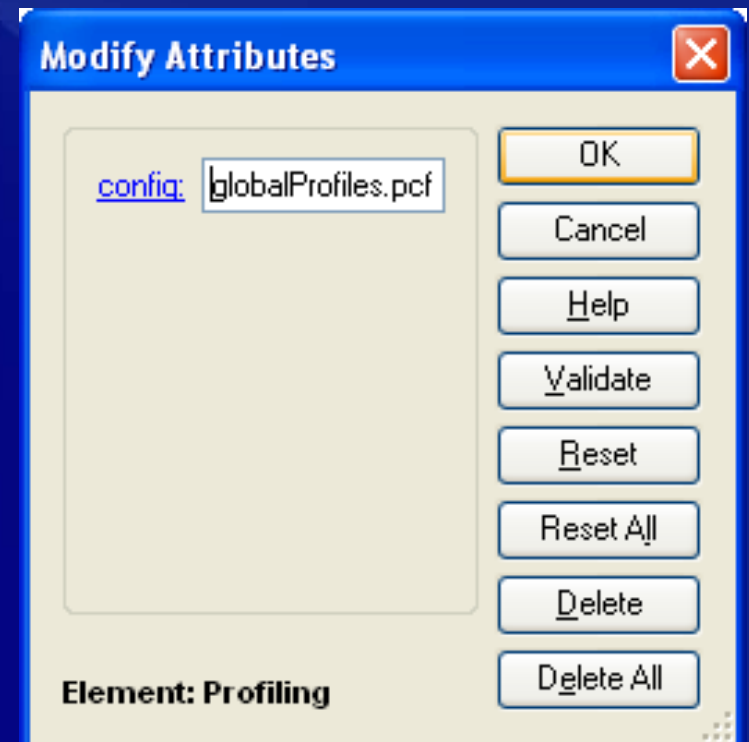 Modify Attributes
config: globalProfiles.pcf
OK
Cancel
Help
Validate
Reset
Reset All
Delete
Delete All
Element: Profiling